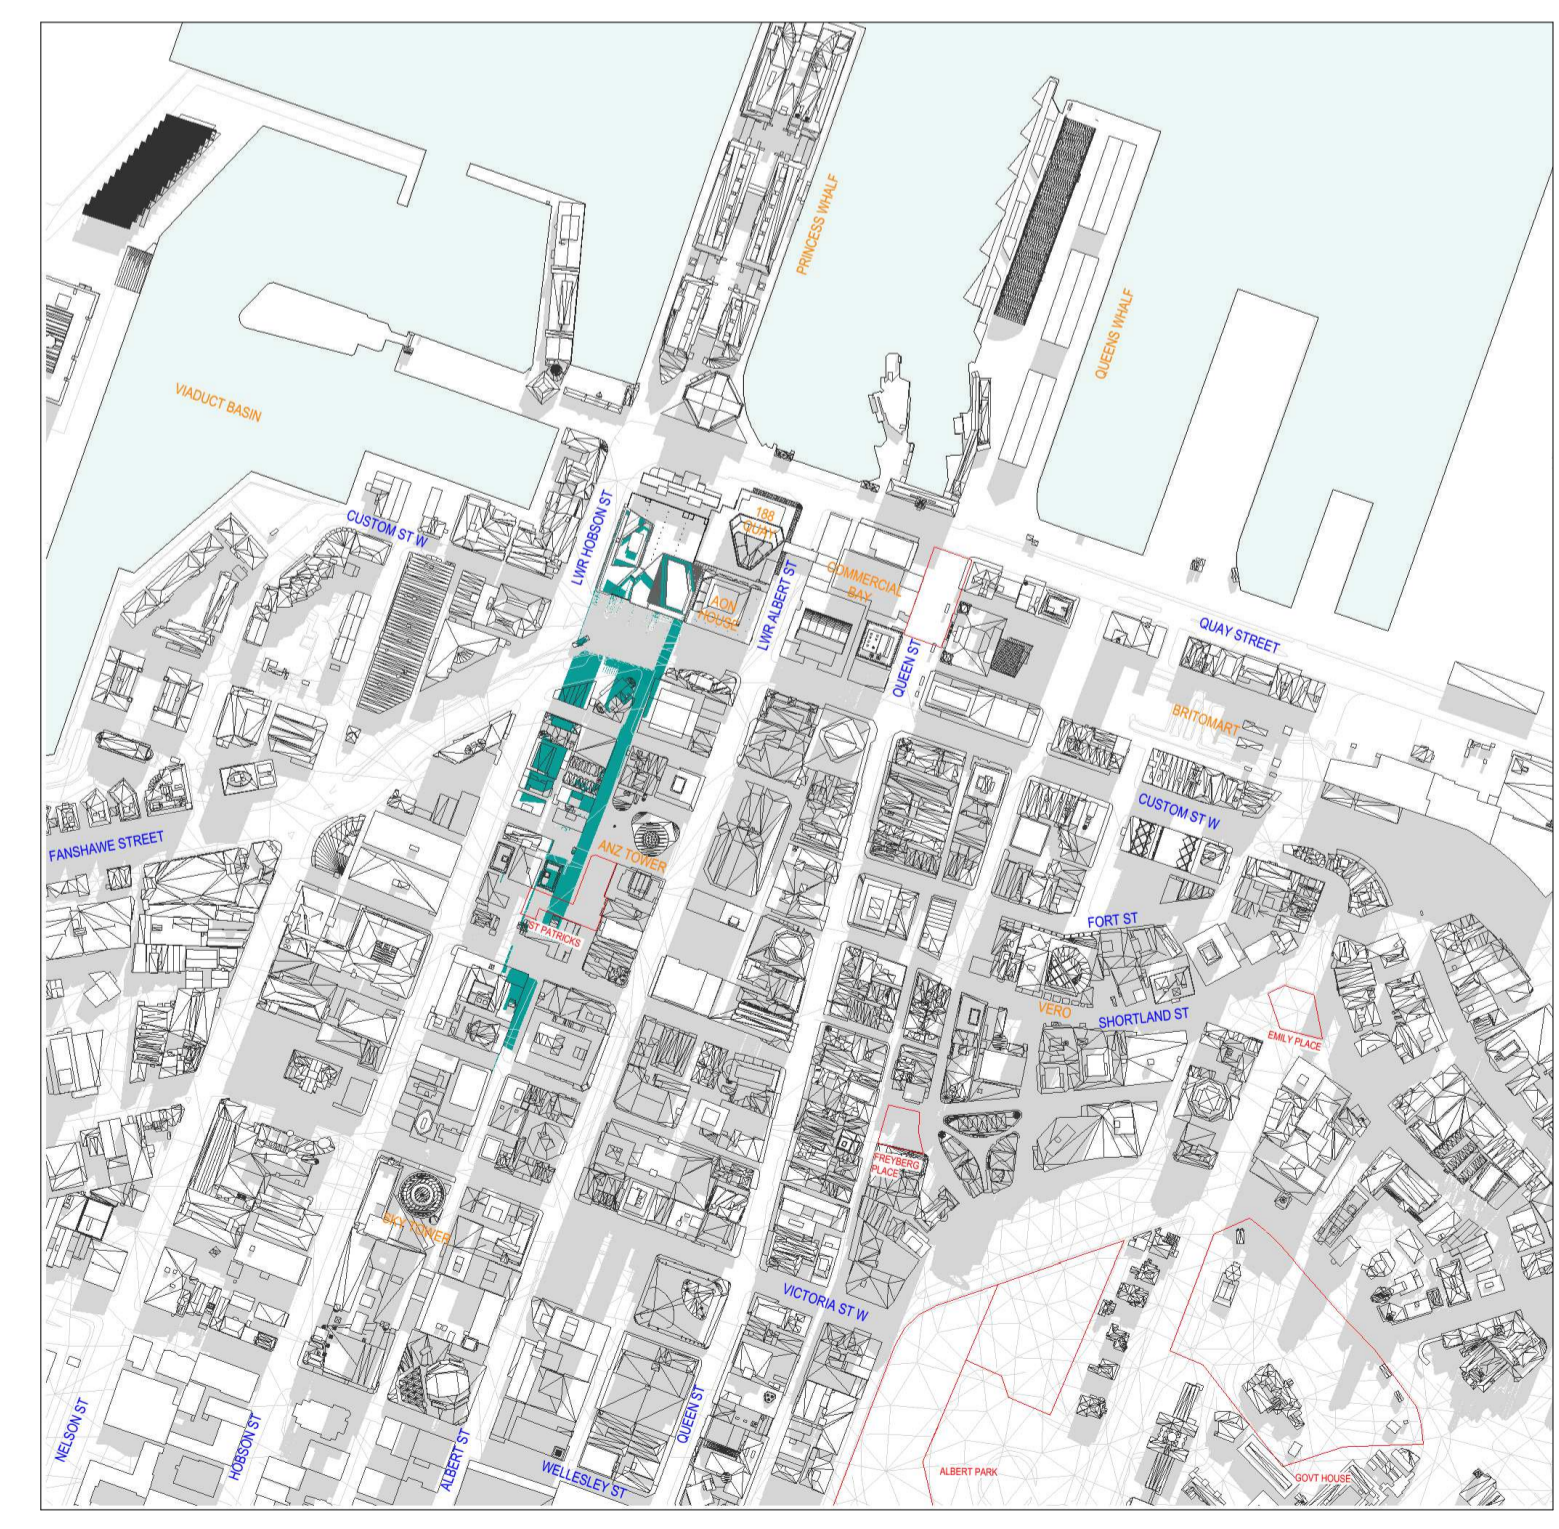 PRINCESS WHALF
QUEENS WHALF
VIADUCT BASIN
CUSTOM ST W
LWR HOBSON ST
188
QUAY
LWR ALBERT ST
COMMERCIAL
BAY
AON
HOUSE
QUEEN ST
QUAY STREET
BRITOMART
CUSTOM ST W
FANSHAWE STREET
ANZ TOWER
ST PATRICKS
FORT ST
VERO
SHORTLAND ST
EMILY PLACE
FREYBERG
PLACE
SKY TOWER
VICTORIA ST W
NELSON ST
HOBSON ST
ALBERT ST
WELLESLEY ST
QUEEN ST
ALBERT PARK
GOVT HOUSE